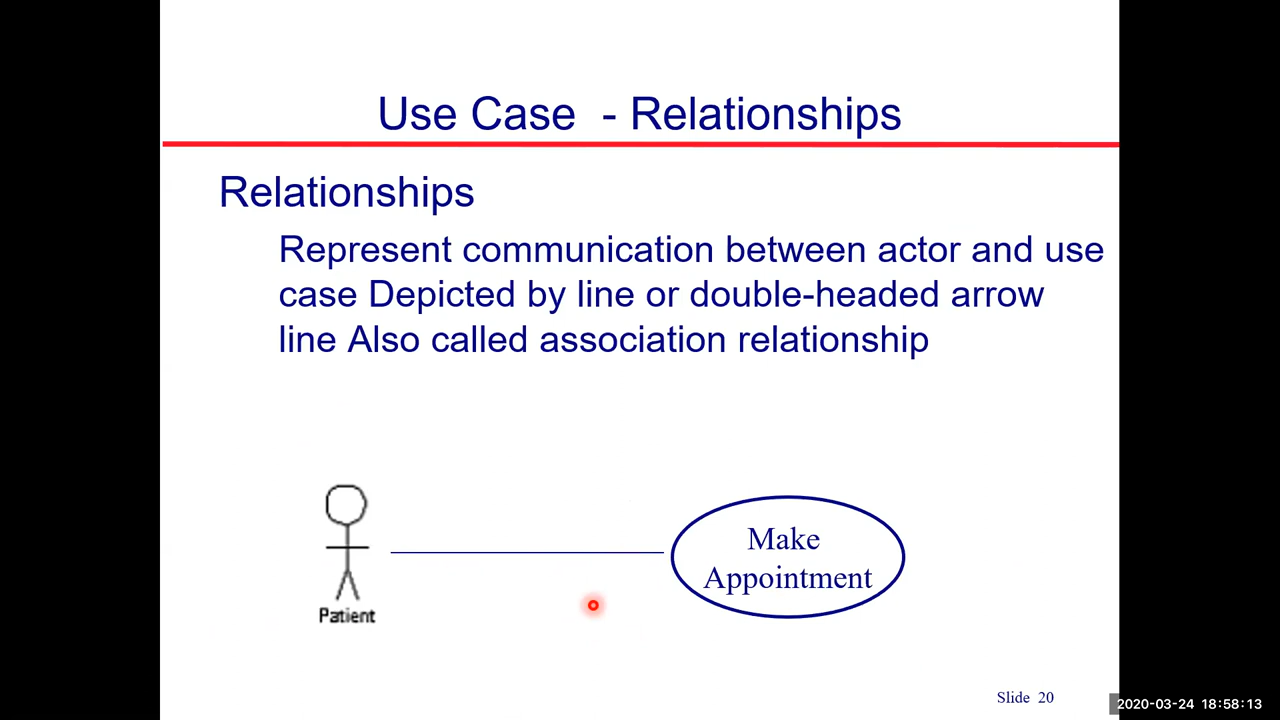 Use Case - Relationships
Relationships
Represent communication between actor and use
case Depicted by line or double-headed arrow
line Also called association relationship
Make
Appointment
Patient
Slide 20
2020-03-24 18:58:13